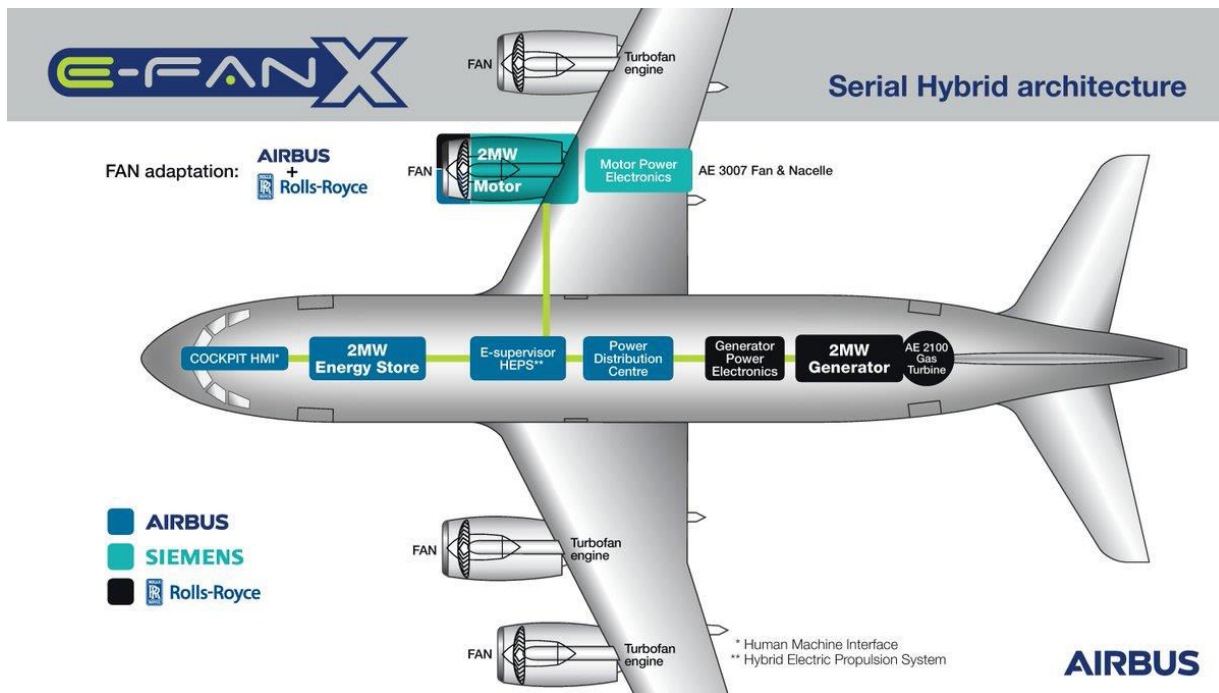 E-FAN X
Serial Hybrid architecture
FAN
Turbofan
engine
FAN adaptation:
AIRBUS
+
RR
Rolls-Royce
FAN
2MW
Motor
Motor Power
Electronics
AE 3007 Fan & Nacelle
COCKPIT HMI*
2MW
Energy Store
E-supervisor
HEPS**
Power
Distribution
Centre
Generator
Power
Electronics
2MW
Generator
AE 2100
Gas
Turbine
AIRBUS
SIEMENS
RR
Rolls-Royce
FAN
Turbofan
engine
FAN
Turbofan
engine
* Human Machine Interface
** Hybrid Electric Propulsion System
AIRBUS